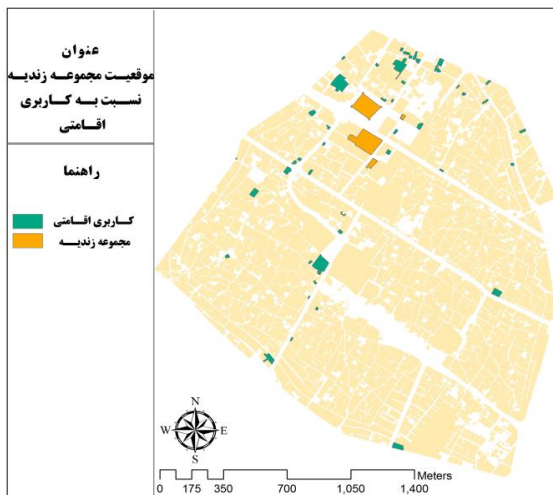 عنوان
موقعیت مجموعه زندیه
نسبت به کاربری
اقامتی
راهنما
کاربری اقامتی
مجموعه زندیه
N
W E
S
Meters
0 175 350 700 1,050 1,400